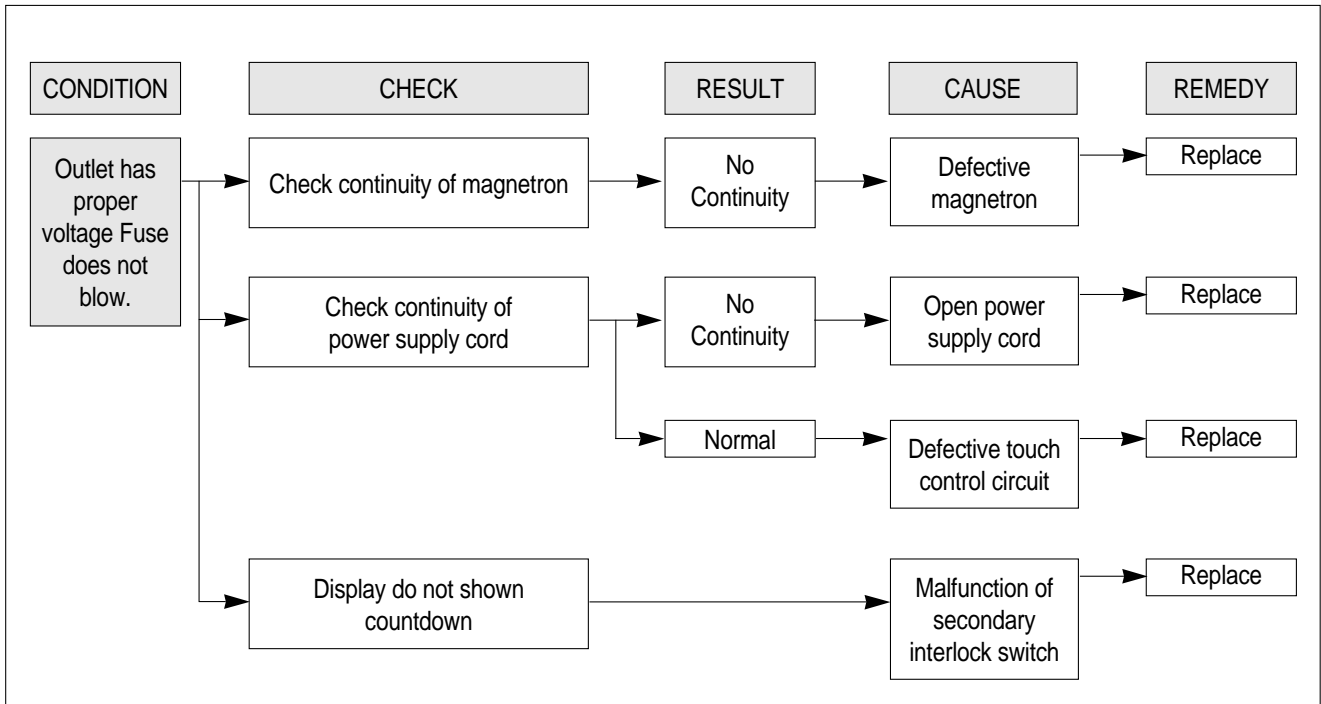 CONDITION
CHECK
RESULT
CAUSE
REMEDY
Outlet has
proper
voltage Fuse
does not
blow.
Check continuity of magnetron
No
Continuity
Defective
magnetron
Replace
Check continuity of
power supply cord
No
Continuity
Open power
supply cord
Replace
Normal
Defective touch
control circuit
Replace
Display do not shown
countdown
Malfunction of
secondary
interlock switch
Replace